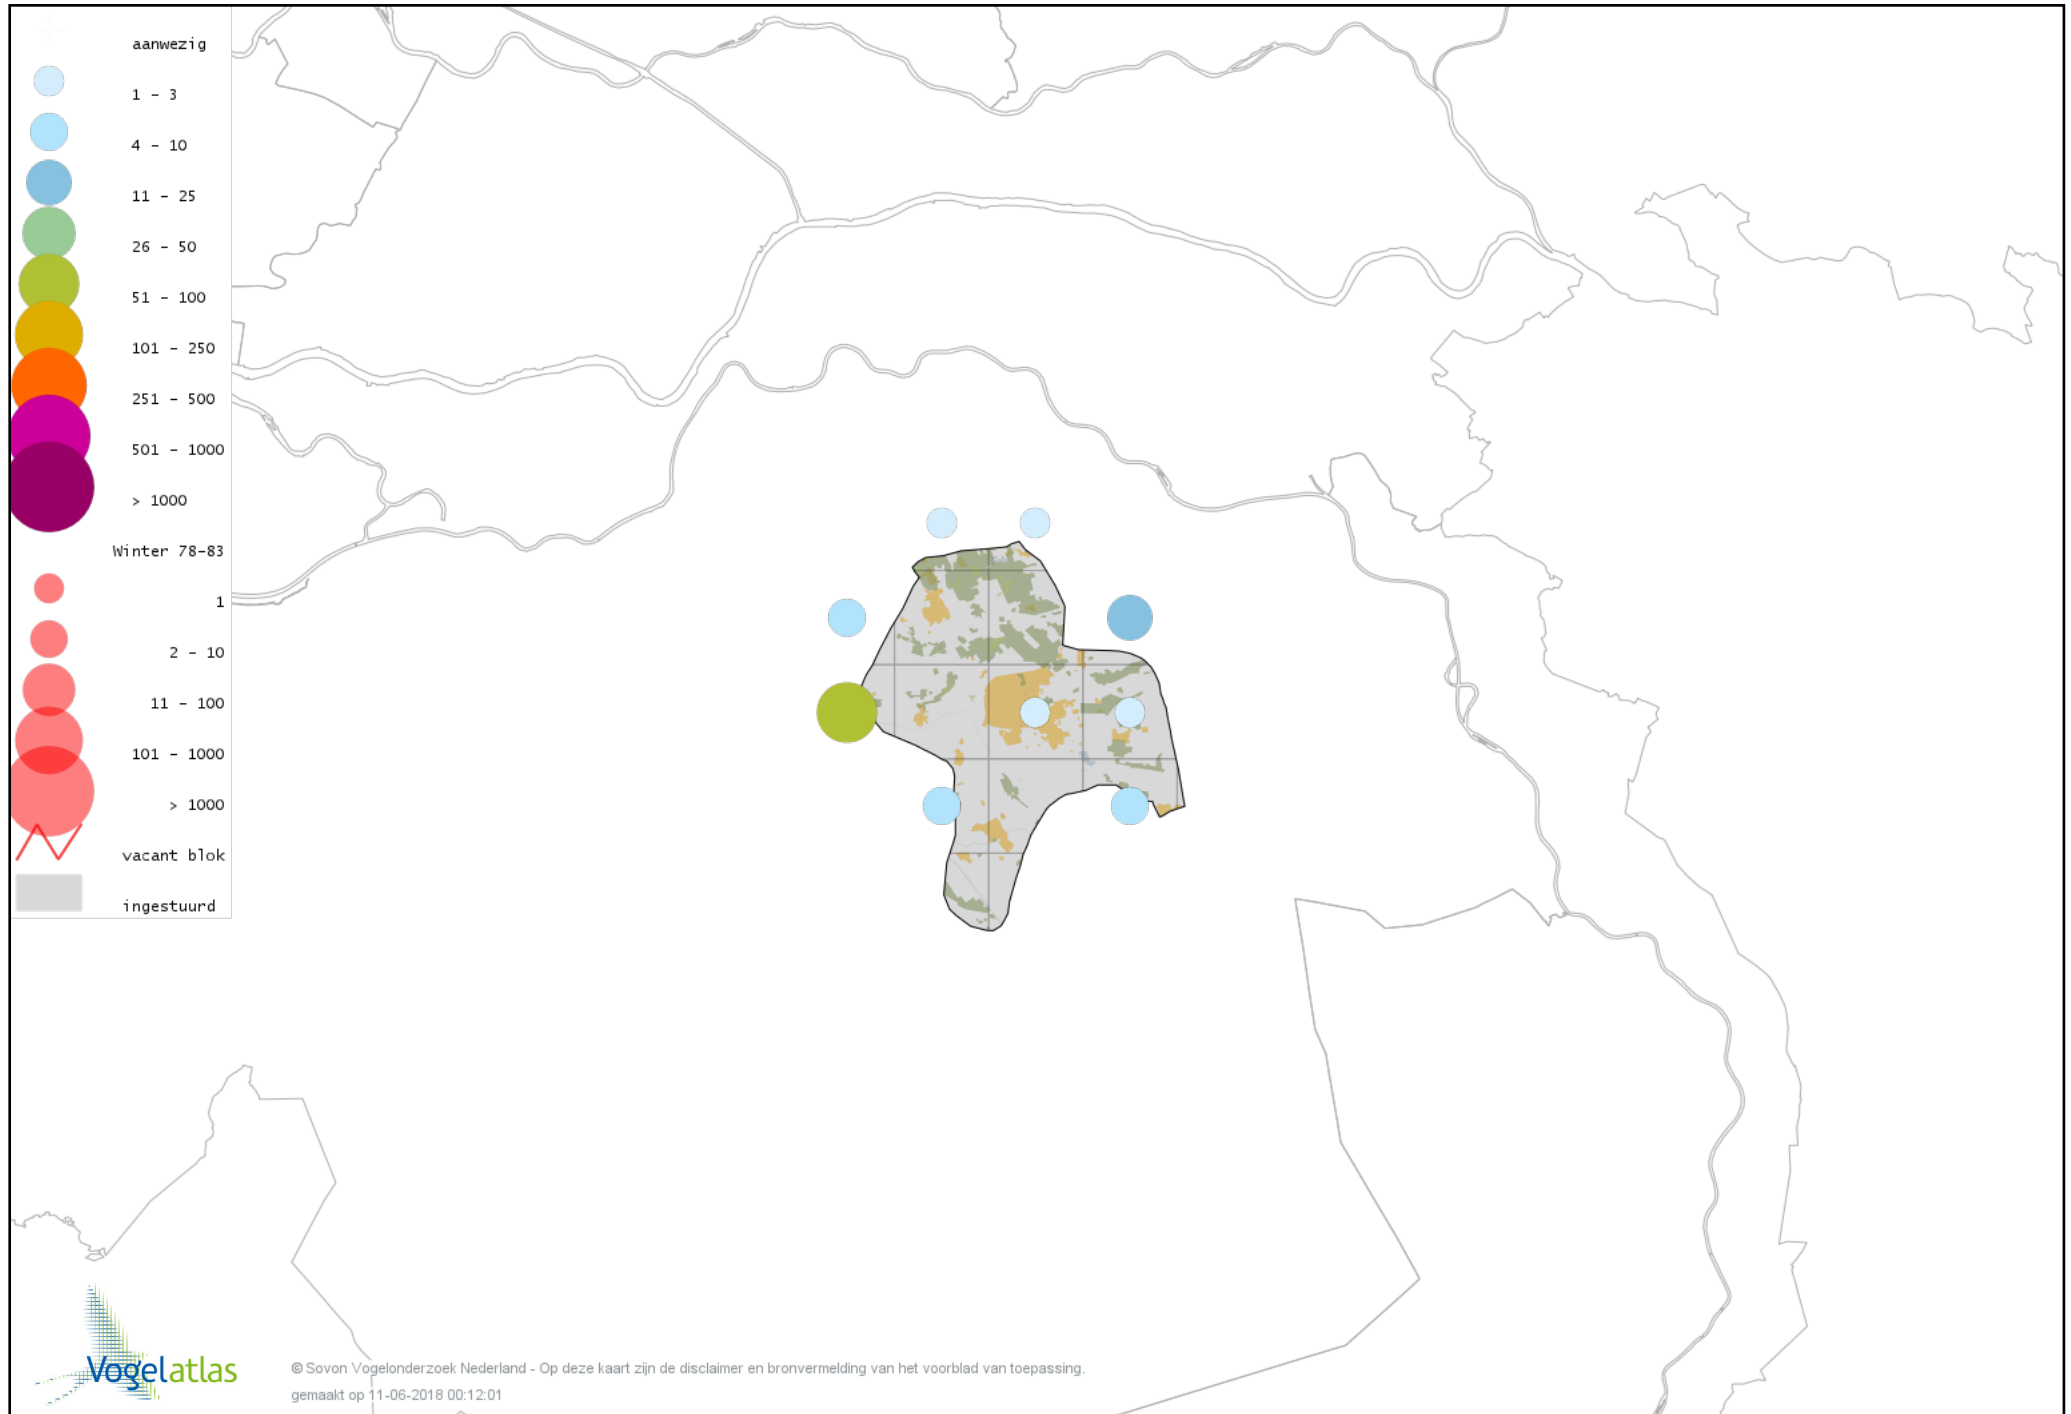 aanwezig
1 - 3
4 - 10
11 - 25
26 - 50
51 - 100
101 - 250
251 - 500
501 - 1000
> 1000
Winter 78-83
1
2 - 10
11 - 100
101 - 1000
> 1000
vacant blok
ingestuurd
Vogelatlas
© Sovon Vogelonderzoek Nederland - Op deze kaart zijn de disclaimer en bronvermelding van het voorblad van toepassing.
gemaakt op 11-06-2018 00:12:01